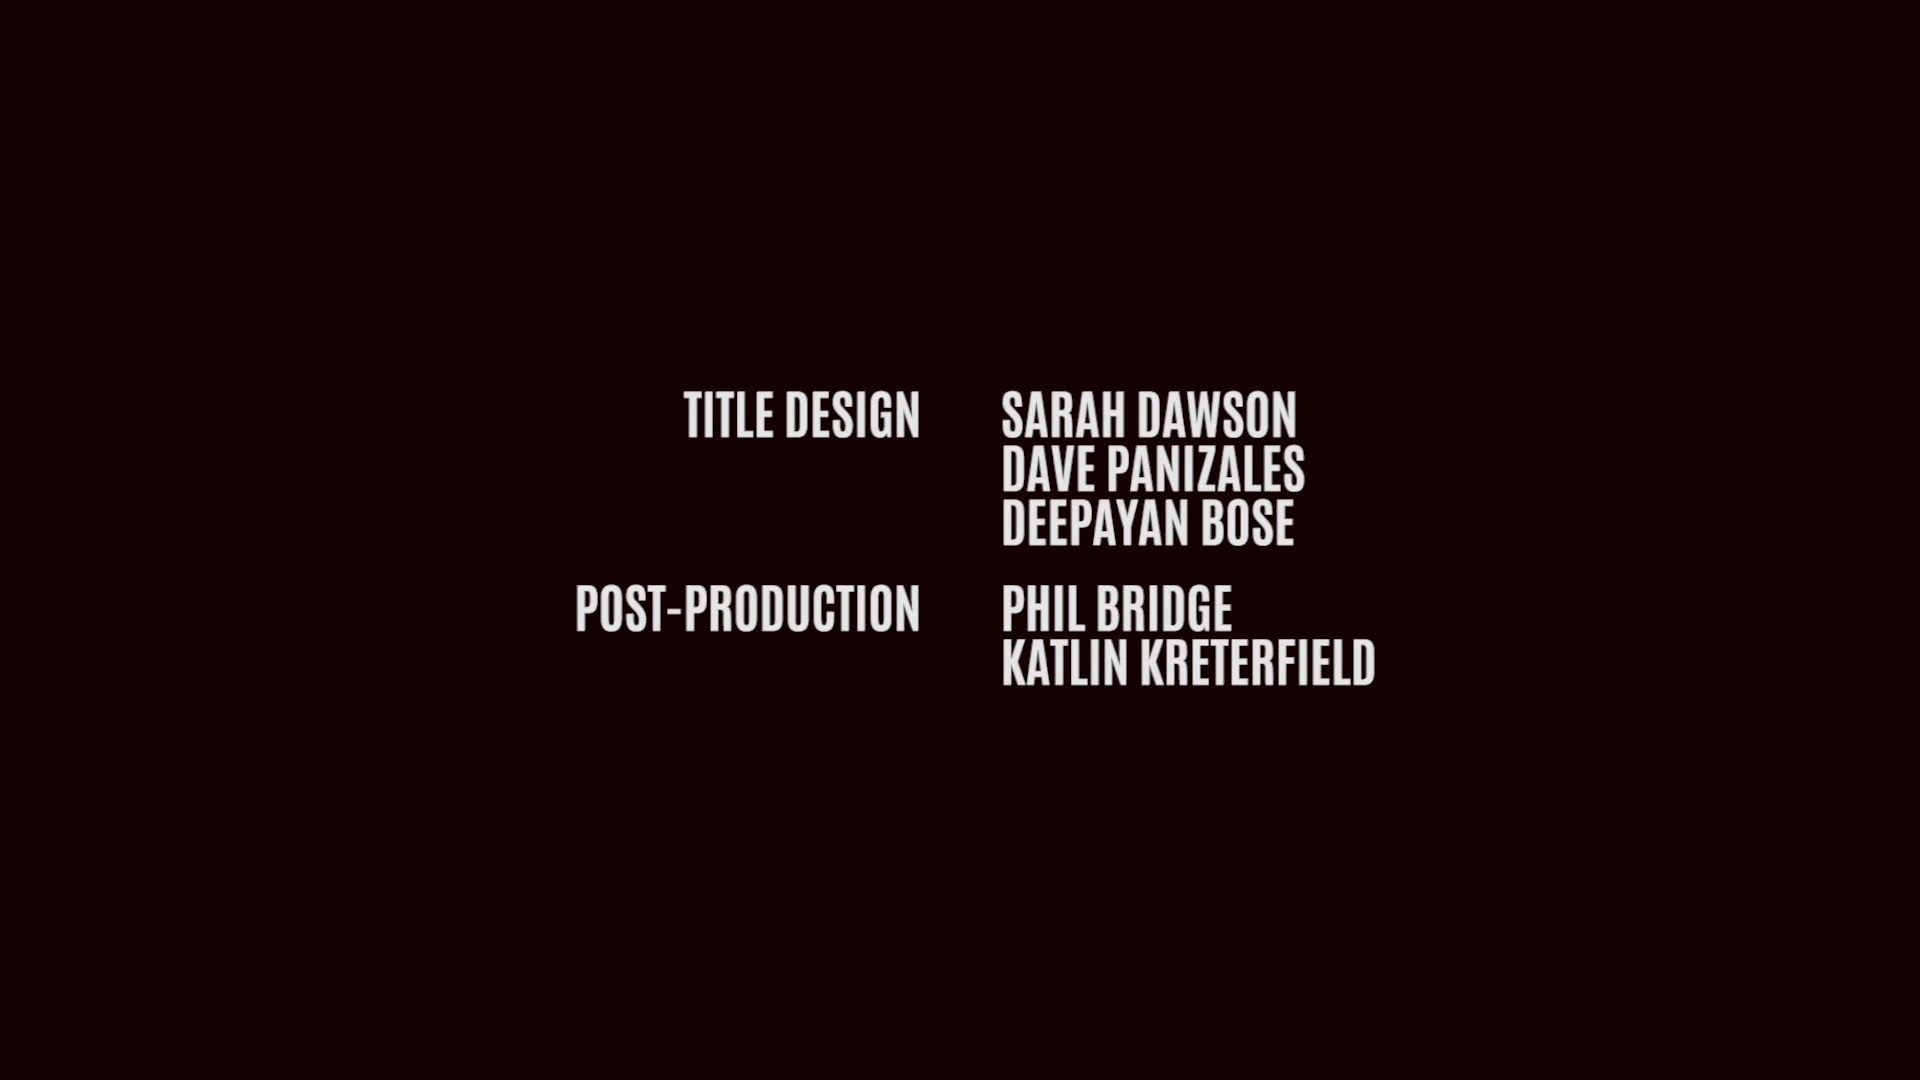 TITLE DESIGN SARAH DAWSON
DAVE PANIZALES
DEEPAYAN BOSE
POST-PRODUCTION PHIL BRIDGE
KATLIN KRETERFIELD